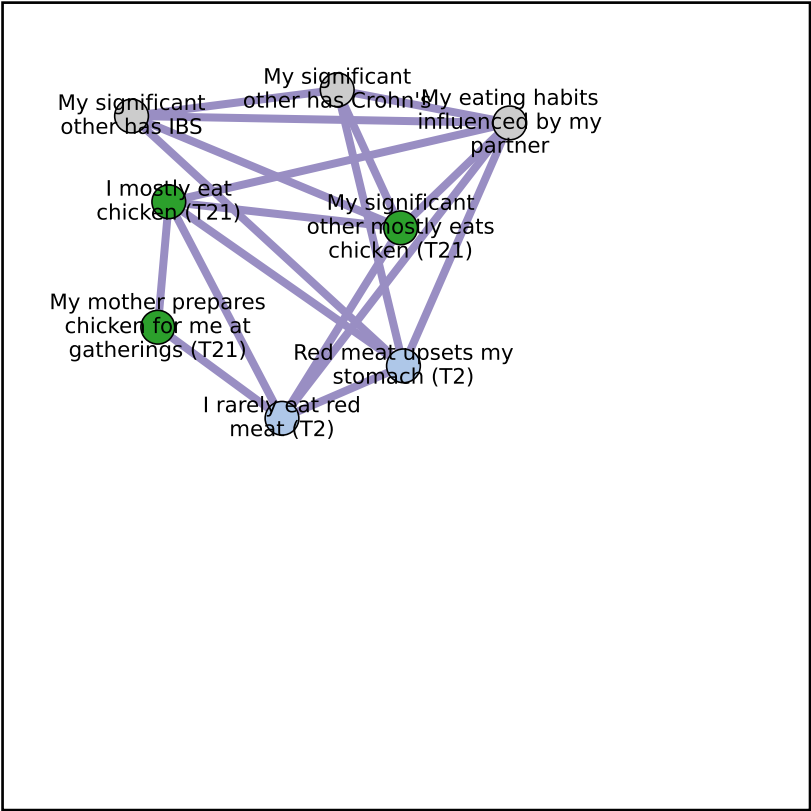 My significant
other has Crohn's
My significant
other has IBS
My eating habits
influenced by my
partner
I mostly eat
chicken (T21)
My significant
other mostly eats
chicken (T21)
My mother prepares
chicken for me at
gatherings (T21)
Red meat upsets my
stomach (T2)
I rarely eat red
meat (T2)